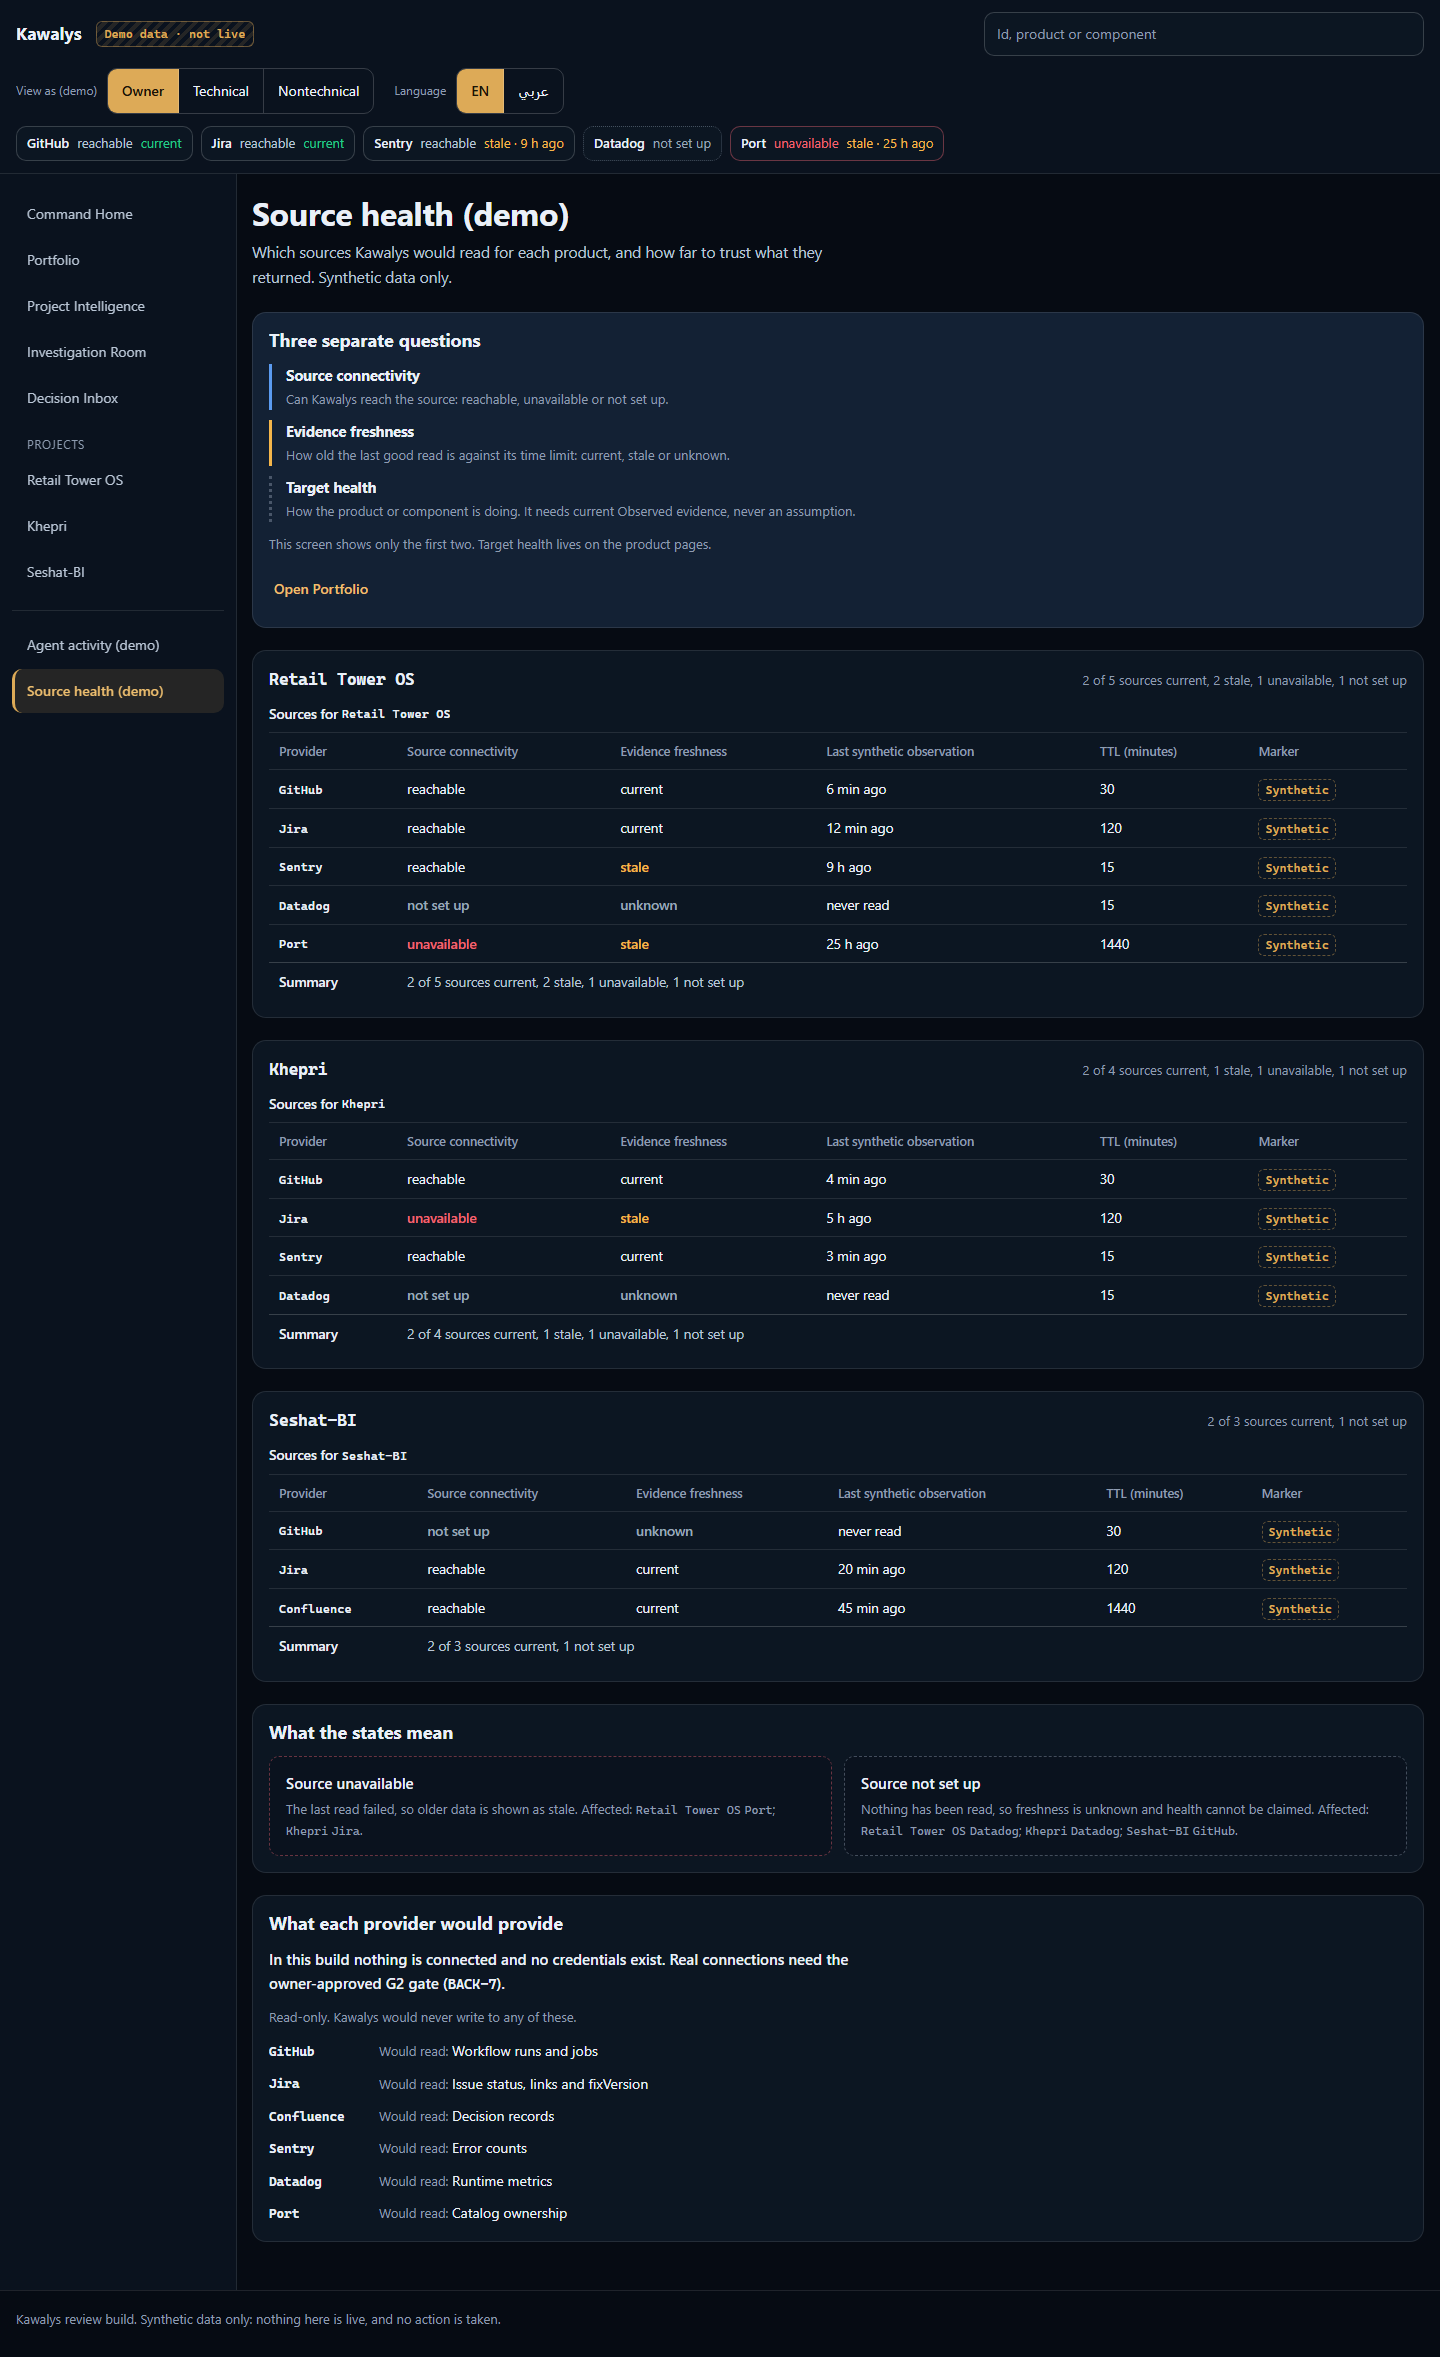 Kawalys
Demo data · not live
Id, product or component
View as (demo) Owner Technical Nontechnical Language EN عربي
GitHub reachable current Jira reachable current Sentry reachable stale · 9 h ago Datadog not set up Port unavailable stale · 25 h ago
Command Home
Portfolio
Project Intelligence
Investigation Room
Decision Inbox
PROJECTS
Retail Tower OS
Khepri
Seshat-BI
Agent activity (demo)
Source health (demo)
Source health (demo)
Which sources Kawalys would read for each product, and how far to trust what they
returned. Synthetic data only.
Three separate questions
Source connectivity
Can Kawalys reach the source: reachable, unavailable or not set up.
Evidence freshness
How old the last good read is against its time limit: current, stale or unknown.
Target health
How the product or component is doing. It needs current Observed evidence, never an assumption.
This screen shows only the first two. Target health lives on the product pages.
Open Portfolio
Retail Tower OS 2 of 5 sources current, 2 stale, 1 unavailable, 1 not set up
Sources for Retail Tower OS
Provider Source connectivity Evidence freshness Last synthetic observation TTL (minutes) Marker
GitHub reachable current 6 min ago 30 Synthetic
Jira reachable current 12 min ago 120 Synthetic
Sentry reachable stale 9 h ago 15 Synthetic
Datadog not set up unknown never read 15 Synthetic
Port unavailable stale 25 h ago 1440 Synthetic
Summary 2 of 5 sources current, 2 stale, 1 unavailable, 1 not set up
Khepri 2 of 4 sources current, 1 stale, 1 unavailable, 1 not set up
Sources for Khepri
Provider Source connectivity Evidence freshness Last synthetic observation TTL (minutes) Marker
GitHub reachable current 4 min ago 30 Synthetic
Jira unavailable stale 5 h ago 120 Synthetic
Sentry reachable current 3 min ago 15 Synthetic
Datadog not set up unknown never read 15 Synthetic
Summary 2 of 4 sources current, 1 stale, 1 unavailable, 1 not set up
Seshat-BI 2 of 3 sources current, 1 not set up
Sources for Seshat-BI
Provider Source connectivity Evidence freshness Last synthetic observation TTL (minutes) Marker
GitHub not set up unknown never read 30 Synthetic
Jira reachable current 20 min ago 120 Synthetic
Confluence reachable current 45 min ago 1440 Synthetic
Summary 2 of 3 sources current, 1 not set up
What the states mean
Source unavailable
The last read failed, so older data is shown as stale. Affected: Retail Tower OS Port;
Khepri Jira.
Source not set up
Nothing has been read, so freshness is unknown and health cannot be claimed. Affected:
Retail Tower OS Datadog; Khepri Datadog; Seshat-BI GitHub.
What each provider would provide
In this build nothing is connected and no credentials exist. Real connections need the
owner-approved G2 gate (BACK-7).
Read-only. Kawalys would never write to any of these.
GitHub Would read: Workflow runs and jobs
Jira Would read: Issue status, links and fixVersion
Confluence Would read: Decision records
Sentry Would read: Error counts
Datadog Would read: Runtime metrics
Port Would read: Catalog ownership
Kawalys review build. Synthetic data only: nothing here is live, and no action is taken.